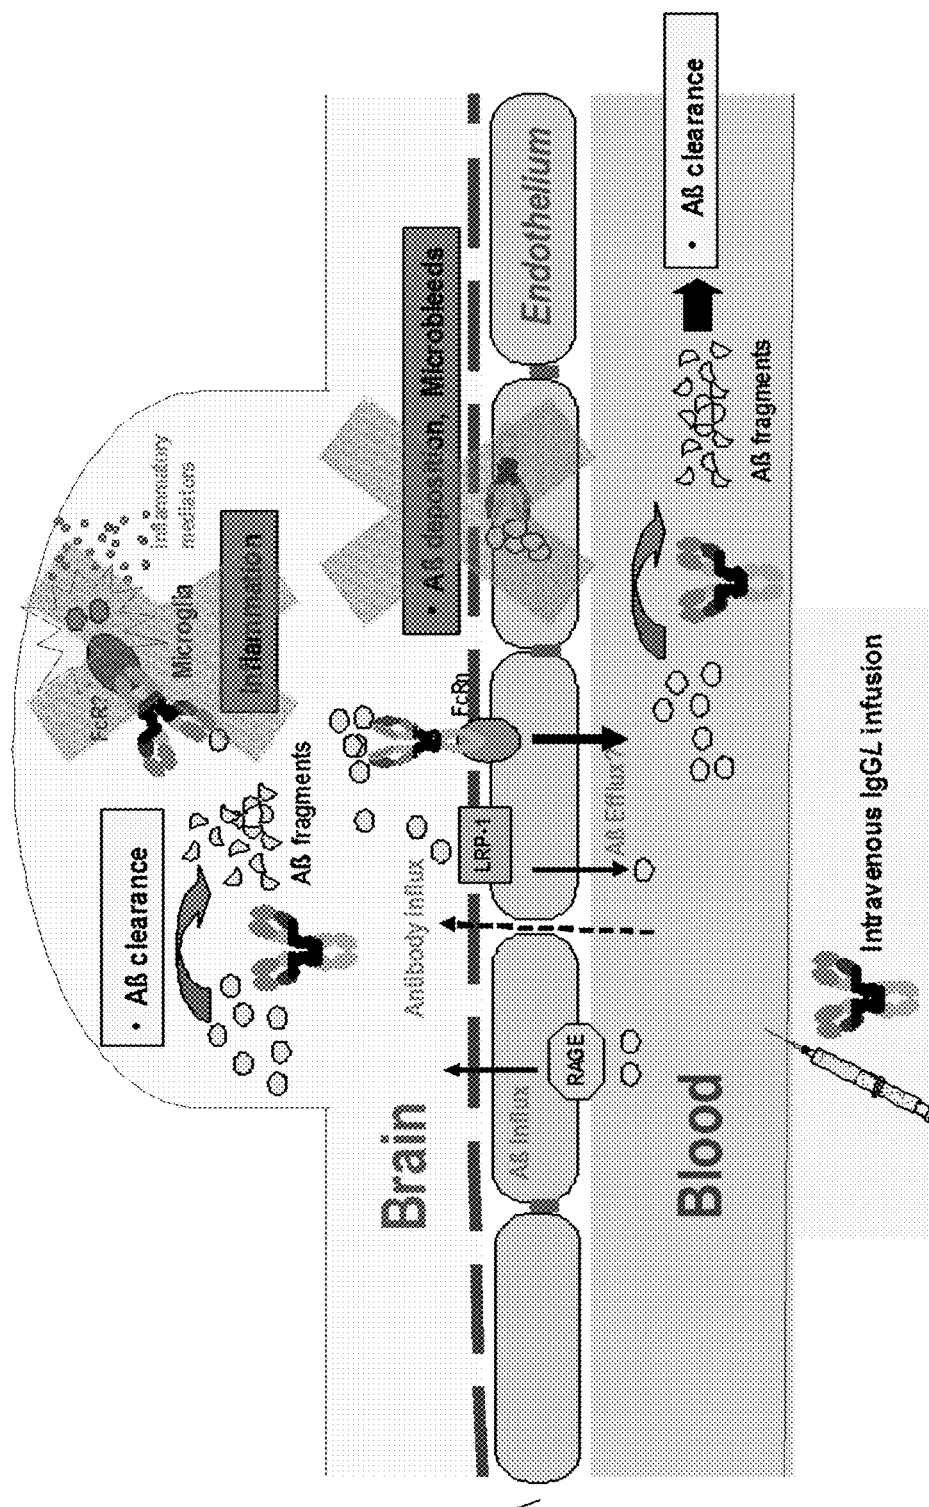 • Aß clearance
Aß fragments
FcR
Microglia
inflammatory
mediators
Inflammation
Brain
Antibody influx
• Aß deposition, Microbleeds
LRP-1
FcRn
Aß Influx
RAGE
Aß Efflux
Endothelium
Blood
Aß fragments
• Aß clearance
Intravenous IgGL infusion